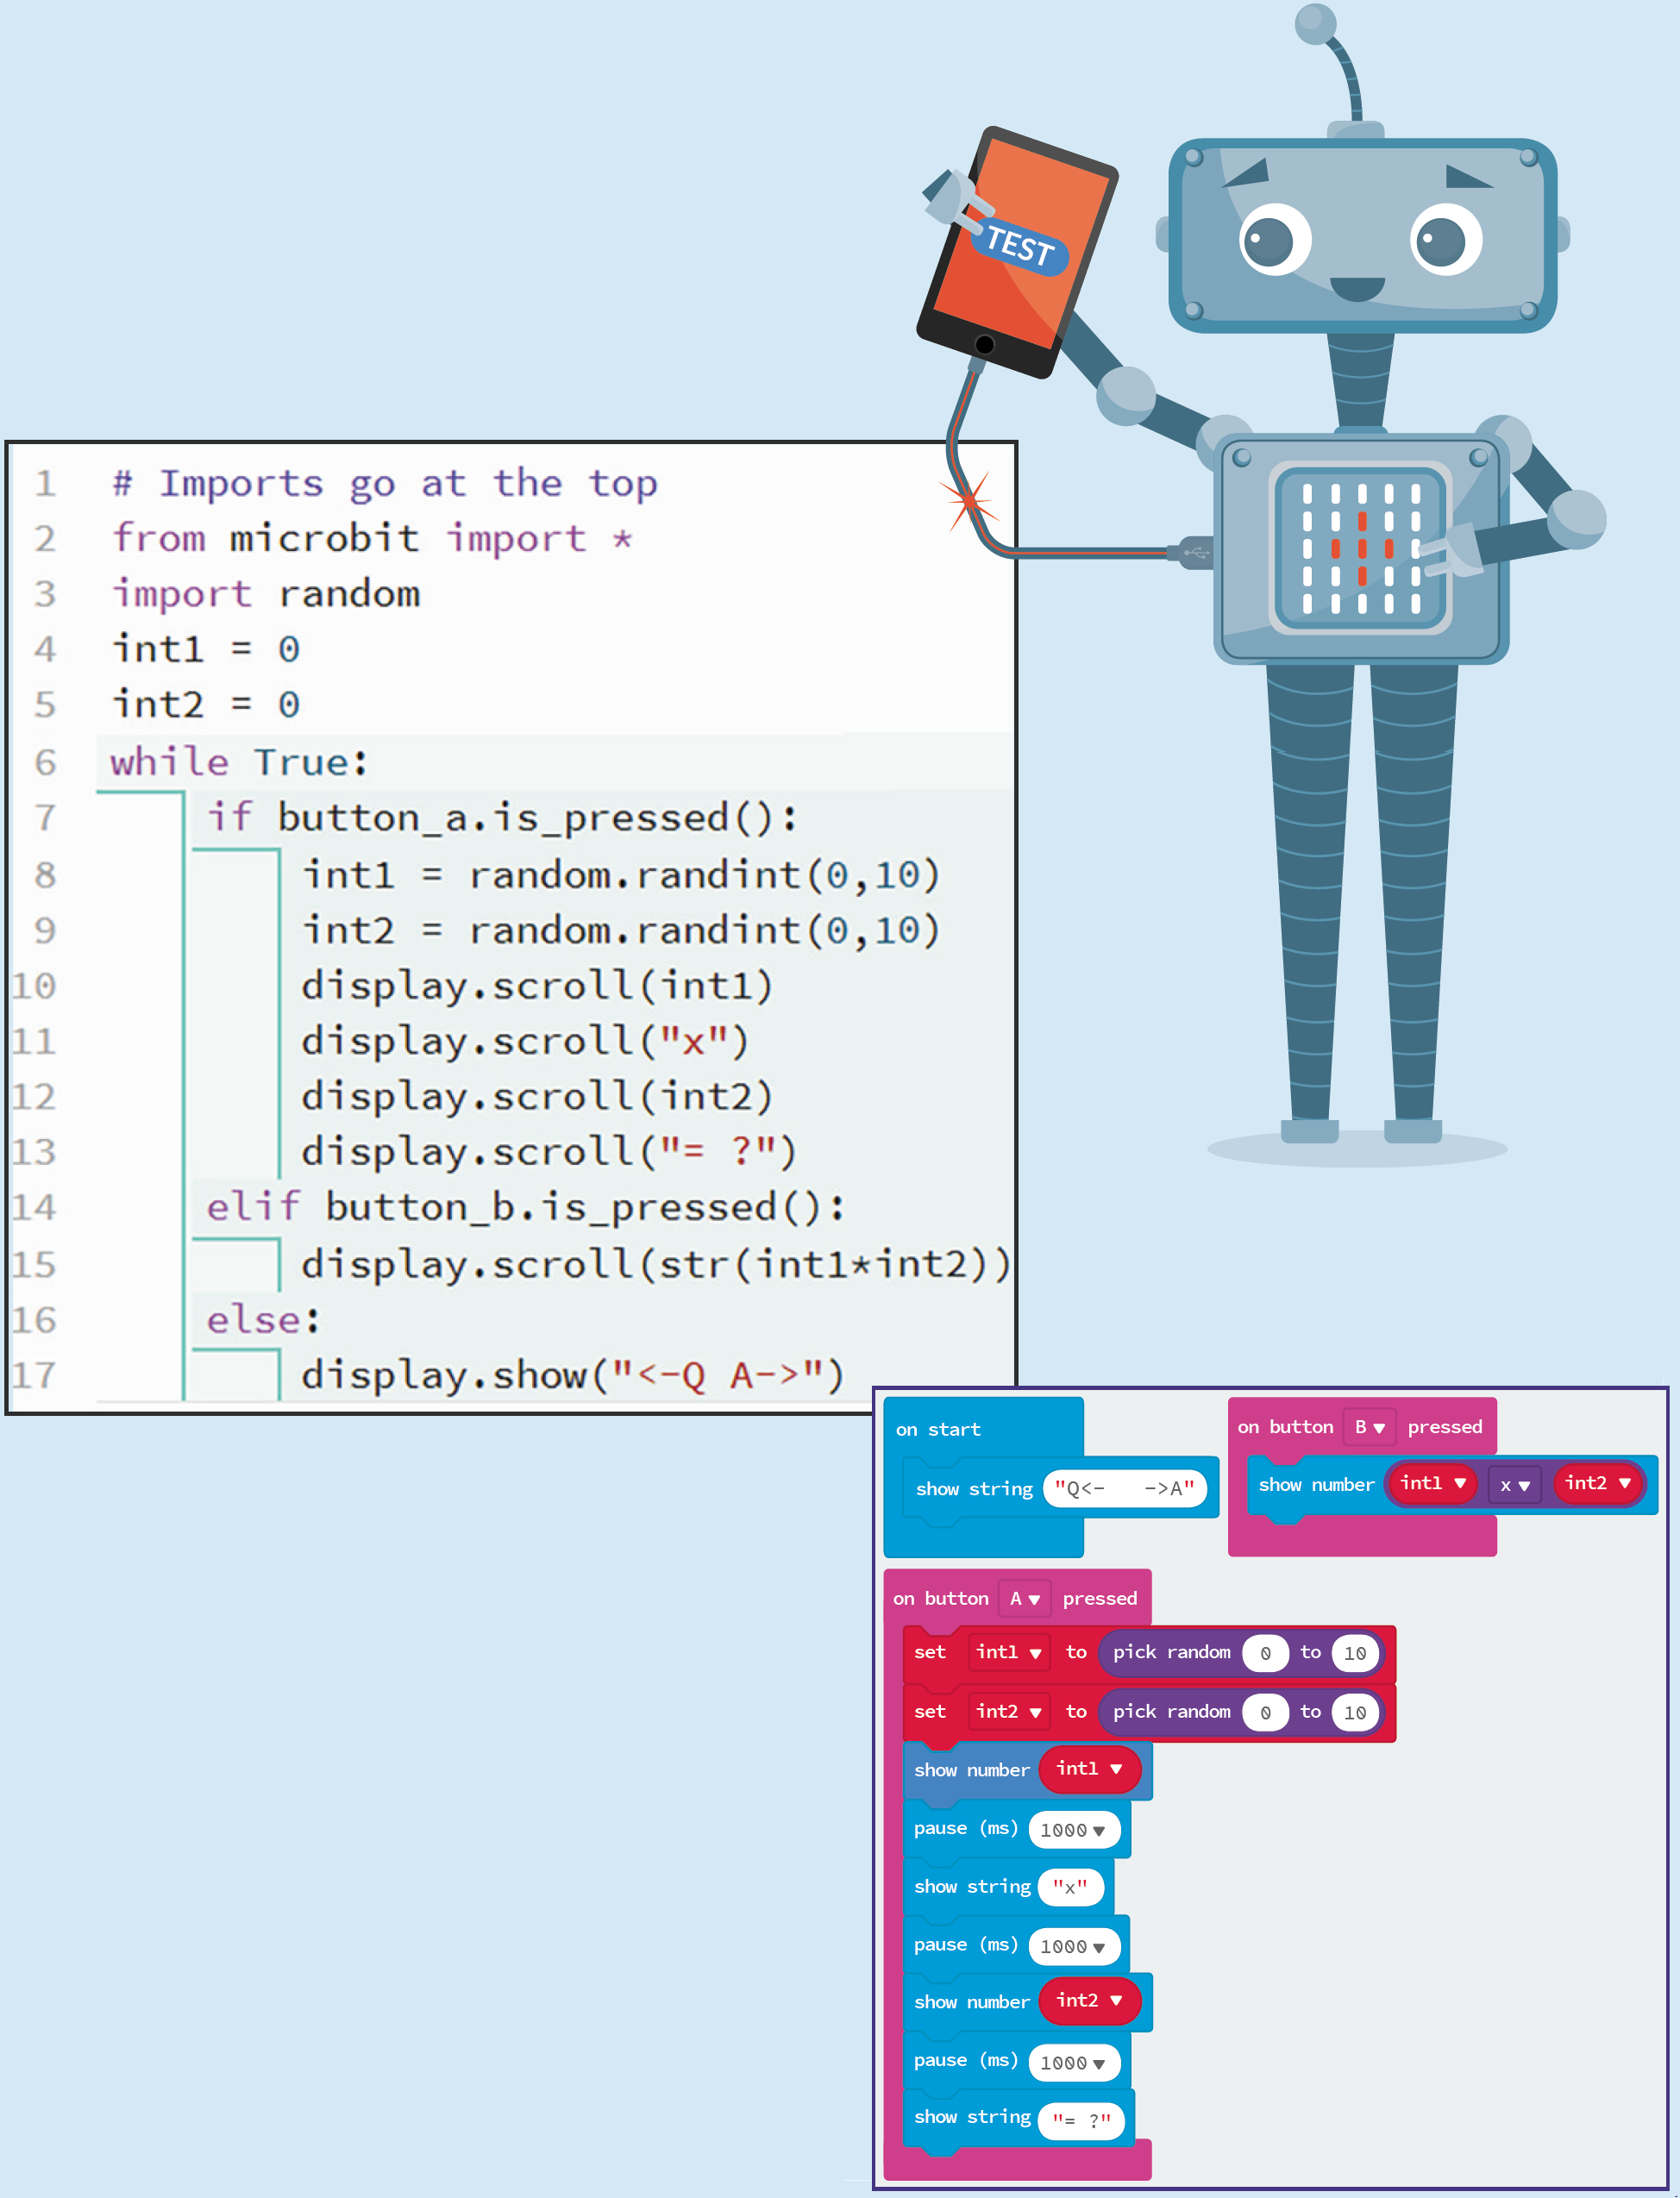 TEST
1 # Imports go at the top
2 from microbit import *
3 import random
4 int1 = 0
5 int2 = 0
6 while True:
7 if button_a.is_pressed():
8 int1 = random.randint(0,10)
9 int2 = random.randint(0,10)
10 display.scroll(int1)
11 display.scroll("x")
12 display.scroll(int2)
13 display.scroll("= ?")
14 elif button_b.is_pressed():
15 display.scroll(str(int1*int2))
16 else:
17 display.show("<-Q A->")
on start
show string "Q<-   ->A"
on button B ▼ pressed
show number int1 ▼ x ▼ int2 ▼
on button A ▼ pressed
set int1 ▼ to pick random 0 to 10
set int2 ▼ to pick random 0 to 10
show number int1 ▼
pause (ms) 1000 ▼
show string "x"
pause (ms) 1000 ▼
show number int2 ▼
pause (ms) 1000 ▼
show string "= ?"